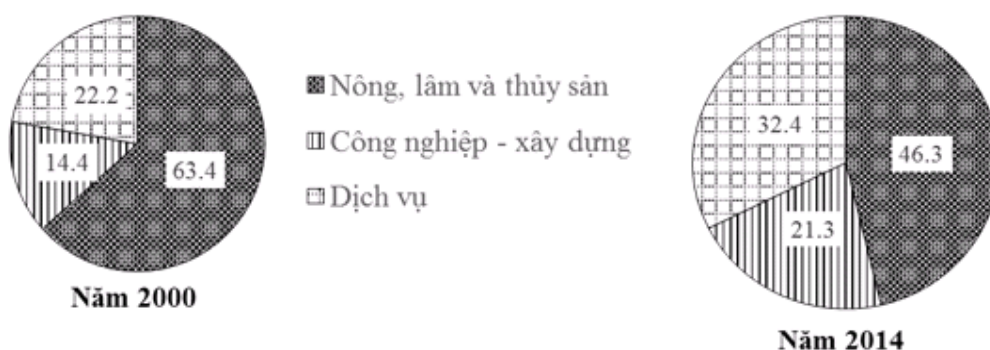 22.2
14.4
63.4
Năm 2000
Nông, lâm và thủy sản
Công nghiệp - xây dựng
Dịch vụ
32.4
46.3
21.3
Năm 2014